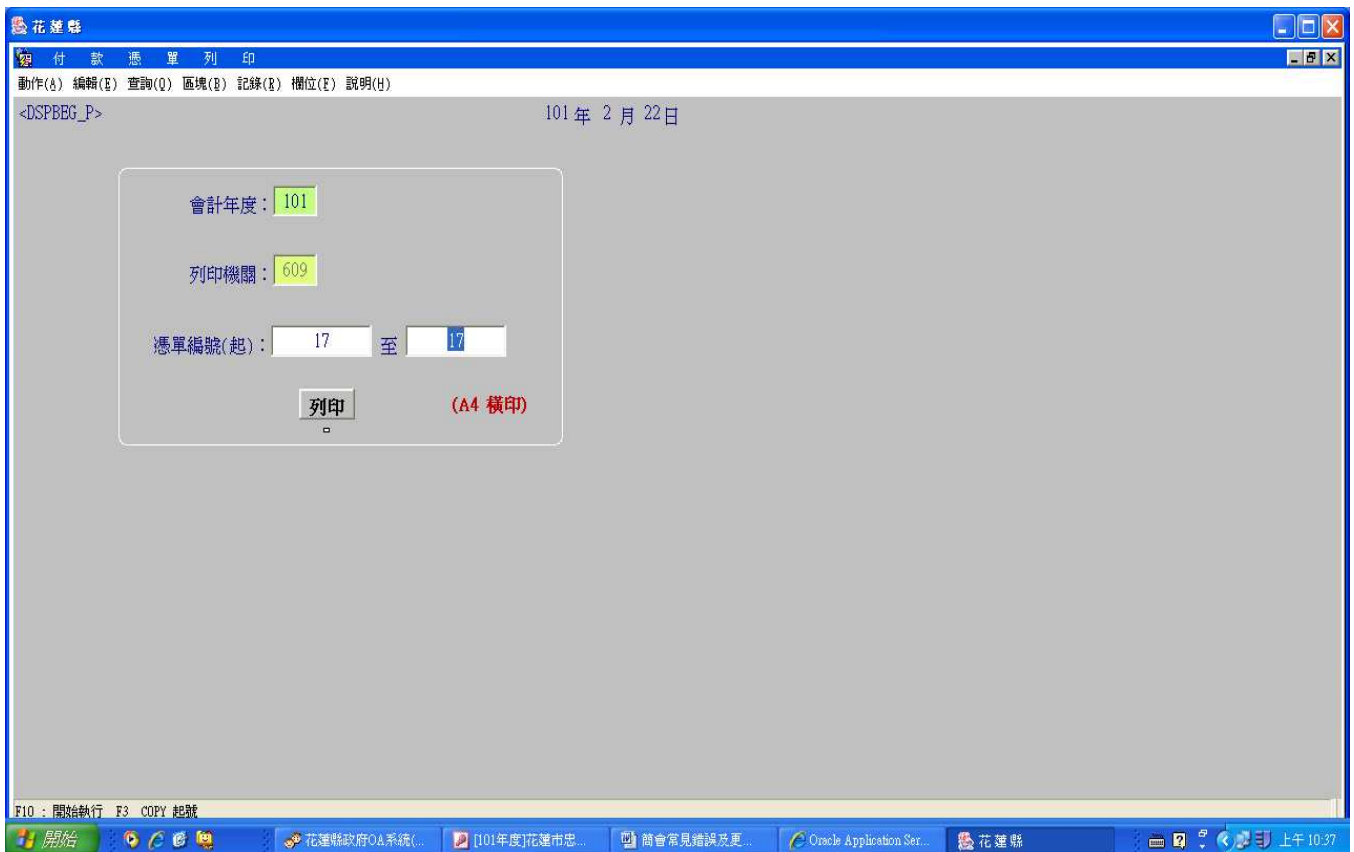 花蓮縣
付款憑單列印
動作(A) 編輯(E) 查詢(Q) 區塊(B) 記錄(R) 欄位(F) 說明(H)
<DSPBEG_P> 101 年 2 月 22 日
會計年度： 101
列印機關： 609
憑單編號(起)： 17 至 17
列印 (A4 橫印)
F10 : 開始執行 F3 COPY 起號
開始 花蓮縣政府OA系統(... [101年度]花蓮市忠... 簡會常見錯誤及更... Oracle Application Ser... 花蓮縣 上午 10:37